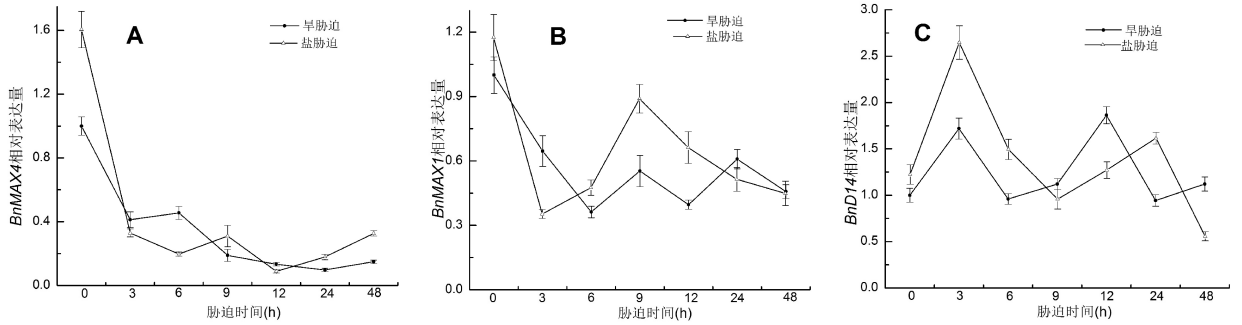 A
旱胁迫
盐胁迫
BnMAX4相对表达量
1.6
1.2
0.8
0.4
0.0
0 3 6 9 12 24 48
胁迫时间(h)
B
旱胁迫
盐胁迫
BnMAX1相对表达量
1.2
0.9
0.6
0.3
0.0
0 3 6 9 12 24 48
胁迫时间(h)
C
旱胁迫
盐胁迫
BnD14相对表达量
3.0
2.5
2.0
1.5
1.0
0.5
0.0
0 3 6 9 12 24 48
胁迫时间(h)